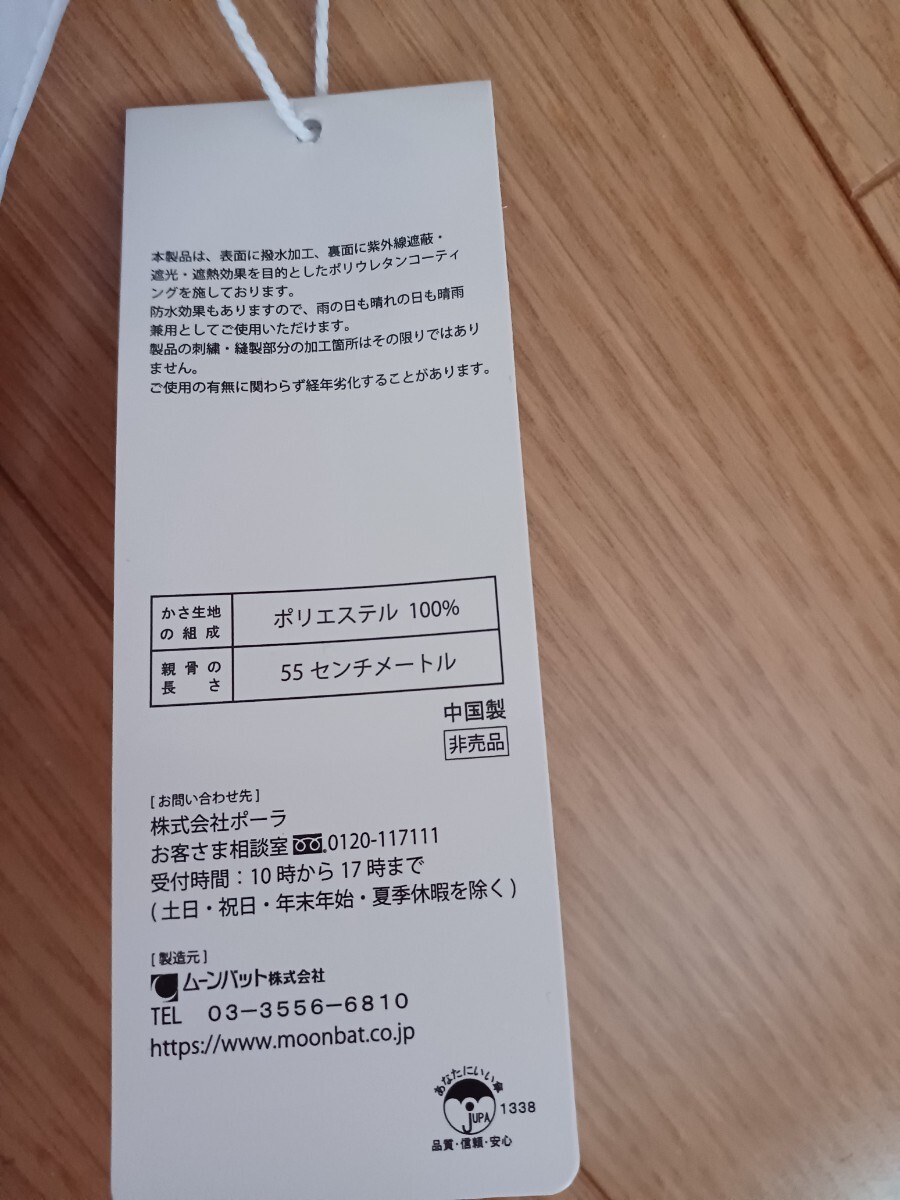 本製品は、表面に撥水加工、裏面に紫外線遮蔽・
遮光・遮熱効果を目的としたポリウレタンコーティ
ングを施しております。
防水効果もありますので、雨の日も晴れの日も晴雨
兼用としてご使用いただけます。
製品の刺繍・縫製部分の加工箇所はその限りではあり
ません。
ご使用の有無に関わらず経年劣化することがあります。
かさ生地
の組成
ポリエステル 100%
親骨の
長さ
55 センチメートル
中国製
非売品
[ お問い合わせ先 ]
株式会社ポーラ
お客さま相談室 0120-117111
受付時間：10 時から 17 時まで
( 土日・祝日・年末年始・夏季休暇を除く )
[ 製造元 ]
ムーンバット株式会社
TEL 03-3556-6810
https://www.moonbat.co.jp
あなたにいい傘
JUPA
1338
品質・信頼・安心